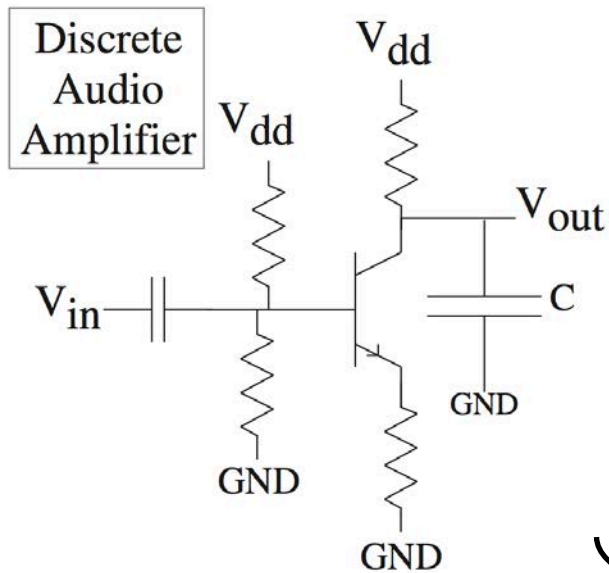 Discrete
Audio
Amplifier
Vdd
Vdd
Vout
Vin
C
GND
GND
GND